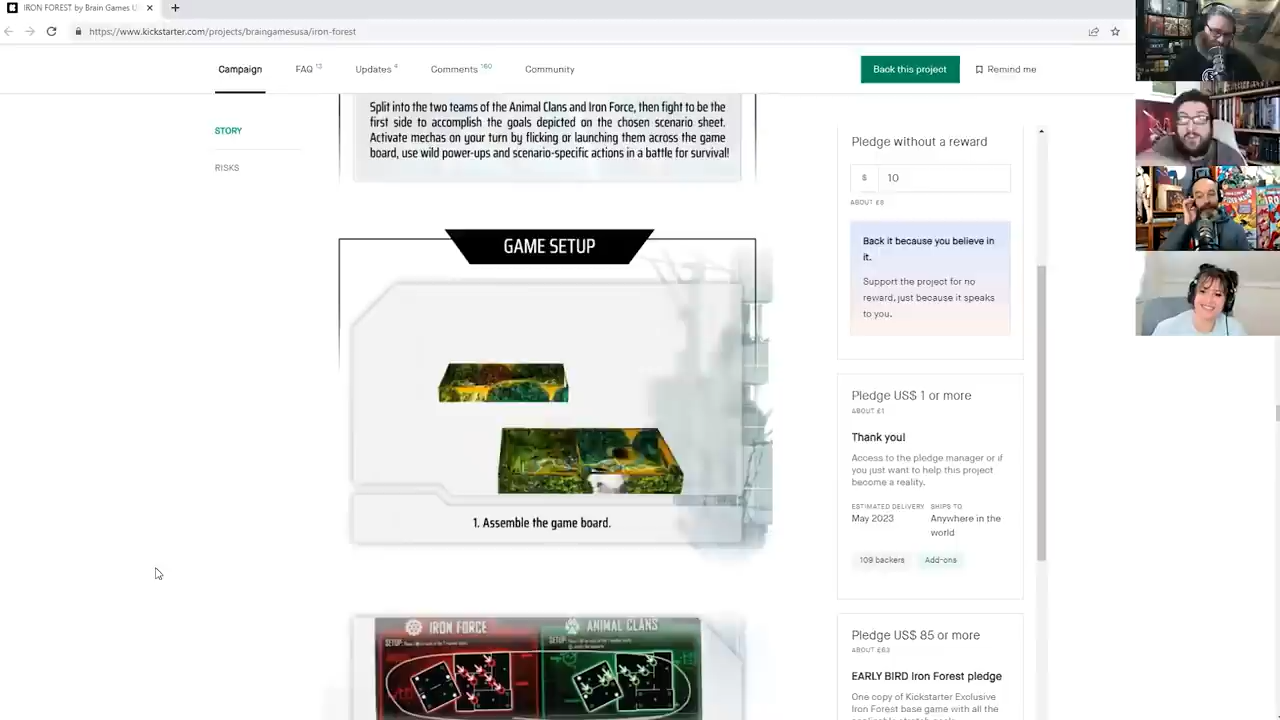 IRON FOREST by Brain Games U
https://www.kickstarter.com/projects/braingamesusa/iron-forest
Campaign
FAQ 13
Updates 4
Comments 160
Community
Back this project
Remind me
STORY
RISKS
Split into the two teams of the Animal Clans and Iron Force, then fight to be the
first side to accomplish the goals depicted on the chosen scenario sheet.
Activate mechas on your turn by flicking or launching them across the game
board, use wild power-ups and scenario-specific actions in a battle for survival!
GAME SETUP
1. Assemble the game board.
IRON FORCE
ANIMAL CLANS
SETUP:
SETUP:
Pledge without a reward
$ 10
ABOUT £8
Back it because you believe in
it.
Support the project for no
reward, just because it speaks
to you.
Pledge US$ 1 or more
ABOUT £1
Thank you!
Access to the pledge manager or if
you just want to help this project
become a reality.
ESTIMATED DELIVERY
May 2023
SHIPS TO
Anywhere in the
world
109 backers
Add-ons
Pledge US$ 85 or more
ABOUT £63
EARLY BIRD Iron Forest pledge
One copy of Kickstarter Exclusive
Iron Forest base game with all the